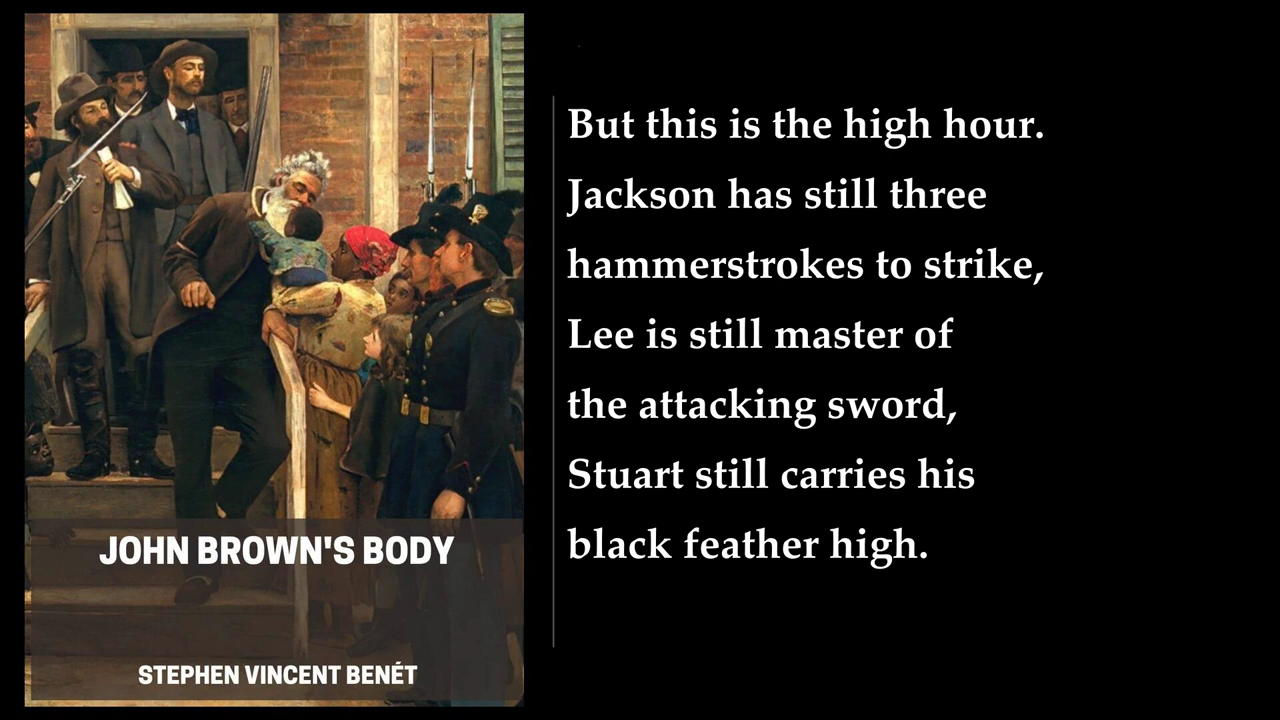 But this is the high hour.
Jackson has still three
hammerstrokes to strike,
Lee is still master of
the attacking sword,
Stuart still carries his
black feather high.
JOHN BROWN'S BODY
STEPHEN VINCENT BENÉT